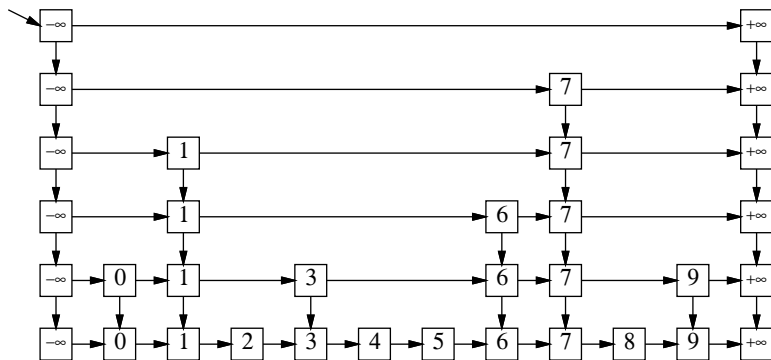 −∞ +∞
−∞ 7 +∞
−∞ 1 7 +∞
−∞ 1 6 7 +∞
−∞ 0 1 3 6 7 9 +∞
−∞ 0 1 2 3 4 5 6 7 8 9 +∞